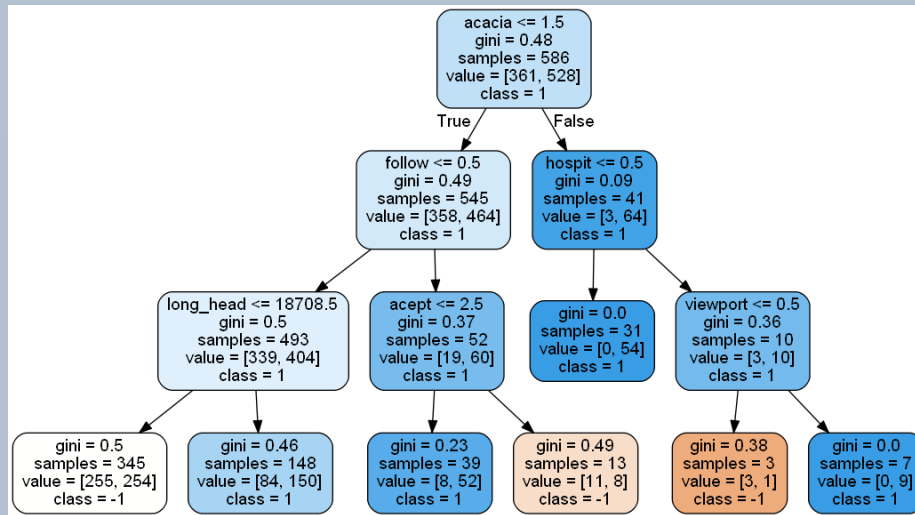 acacia <= 1.5
gini = 0.48
samples = 586
value = [361, 528]
class = 1
True
False
follow <= 0.5
gini = 0.49
samples = 545
value = [358, 464]
class = 1
hospit <= 0.5
gini = 0.09
samples = 41
value = [3, 64]
class = 1
long_head <= 18708.5
gini = 0.5
samples = 493
value = [339, 404]
class = 1
acept <= 2.5
gini = 0.37
samples = 52
value = [19, 60]
class = 1
gini = 0.0
samples = 31
value = [0, 54]
class = 1
viewport <= 0.5
gini = 0.36
samples = 10
value = [3, 10]
class = 1
gini = 0.5
samples = 345
value = [255, 254]
class = -1
gini = 0.46
samples = 148
value = [84, 150]
class = 1
gini = 0.23
samples = 39
value = [8, 52]
class = 1
gini = 0.49
samples = 13
value = [11, 8]
class = -1
gini = 0.38
samples = 3
value = [3, 1]
class = -1
gini = 0.0
samples = 7
value = [0, 9]
class = 1